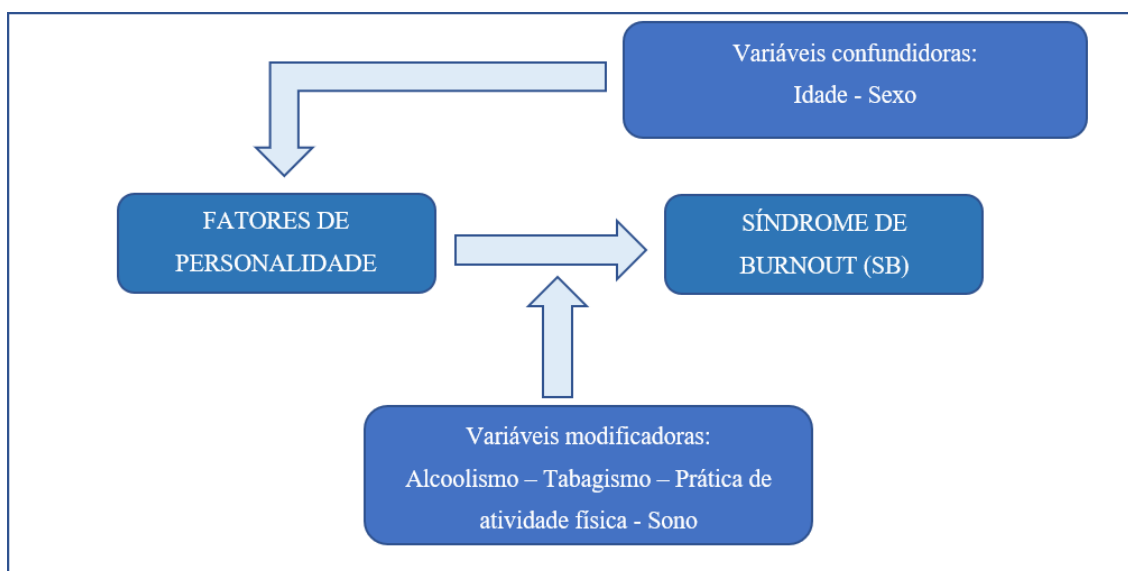 Variáveis confundidoras:
Idade - Sexo
FATORES DE
PERSONALIDADE
SÍNDROME DE
BURNOUT (SB)
Variáveis modificadoras:
Alcoolismo – Tabagismo – Prática de
atividade física - Sono